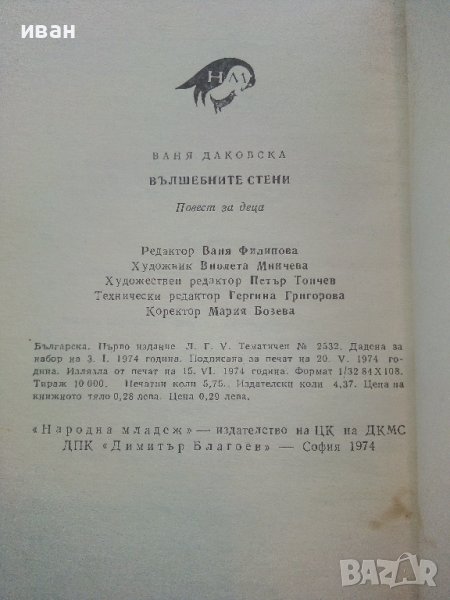 иван
НМ
ВАНЯ ДАКОВСКА
ВЪЛШЕБНИТЕ СТЕНИ
Повест за деца
Редактор Ваня Филипова
Художник Виолета Минчева
Художествен редактор Петър Тончев
Технически редактор Гергина Григорова
Коректор Мария Бозева
Българска. Първо издание. Л. Г. V. Тематичен № 2532. Дадена за
набор на 3. I. 1974 година. Подписана за печат на 20. V. 1974 го-
дина. Излязла от печат на 15. VI. 1974 година. Формат 1/32 84 X 108.
Тираж 10 000. Печатни коли 5,75. Издателски коли 4,37. Цена на
книжното тяло 0,28 лева. Цена 0,29 лева.
«Народна младеж» — издателство на ЦК на ДКМС
ДПК «Димитър Благоев» — София 1974
BAZAR